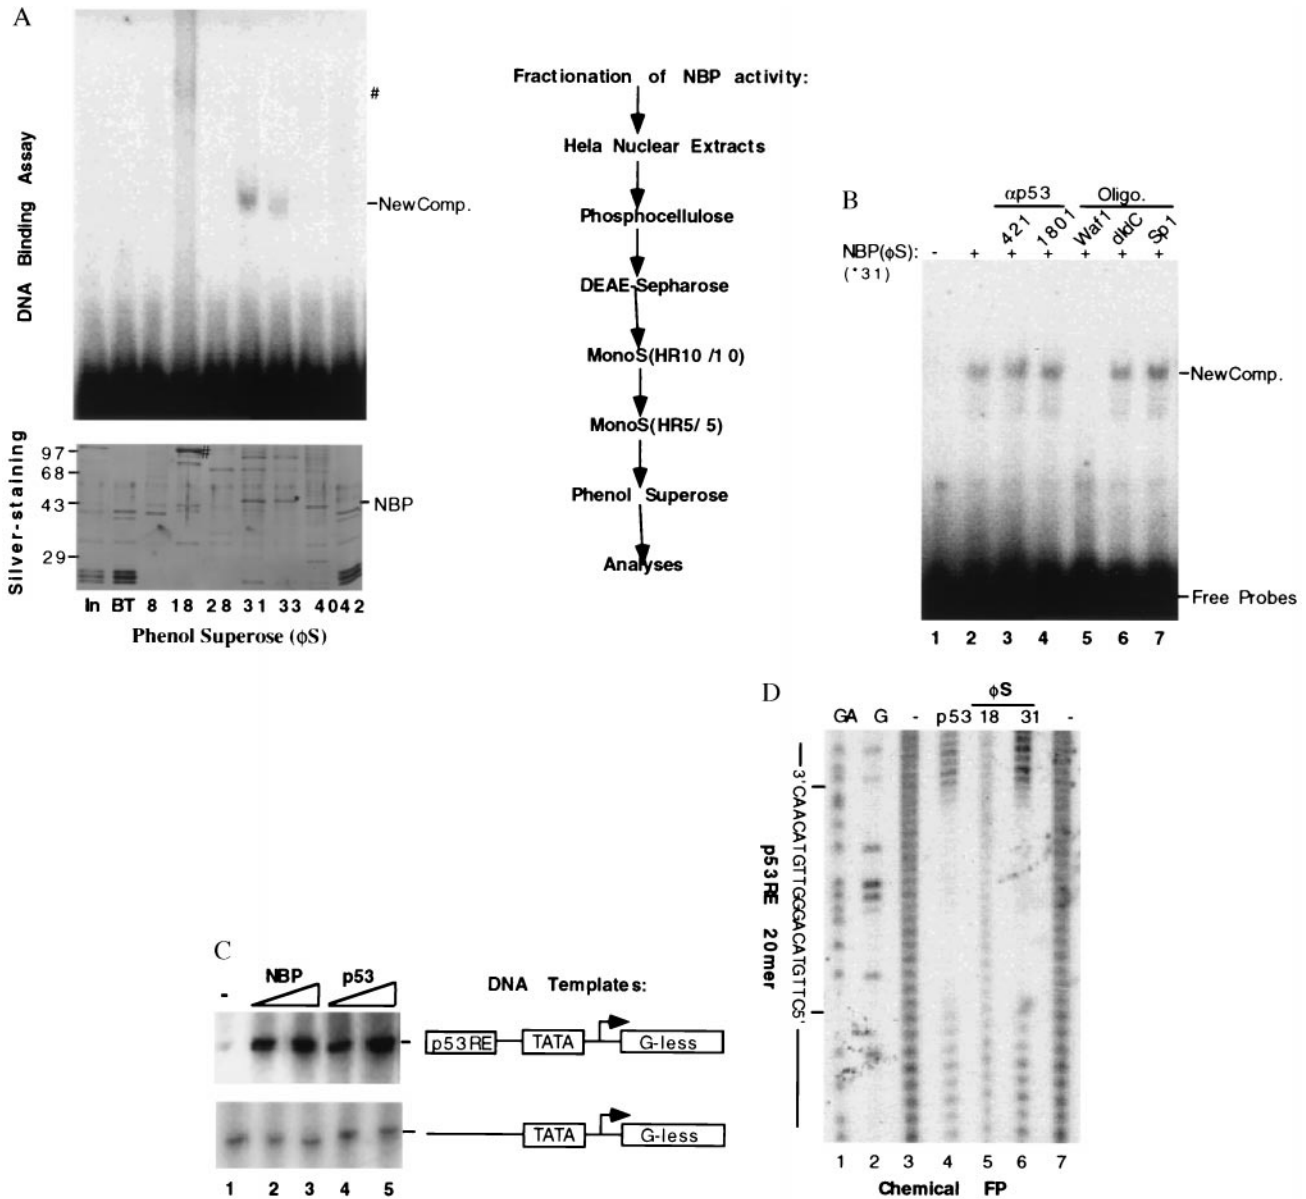 A
DNA Binding Assay
#
NewComp.
Silver-staining
97
68
43
29
#
NBP
In BT 8 18 28 31 33 40 42
Phenol Superose (ϕS)
Fractionation of NBP activity:
Hela Nuclear Extracts
Phosphocellulose
DEAE-Sepharose
MonoS(HR10/10)
MonoS(HR5/5)
Phenol Superose
Analyses
B
αp53 Oligo.
421 1801 Waf1 dIdC Sp1
NBP(ϕS): - + + + + + +
(*31)
NewComp.
Free Probes
1 2 3 4 5 6 7
C
- NBP p53
DNA Templates:
p53RE TATA G-less
TATA G-less
1 2 3 4 5
D
ϕS
GA G - p53 18 31 -
p53RE 20mer
3'CAACATGTTGGGACATGTTC5'
1 2 3 4 5 6 7
Chemical FP